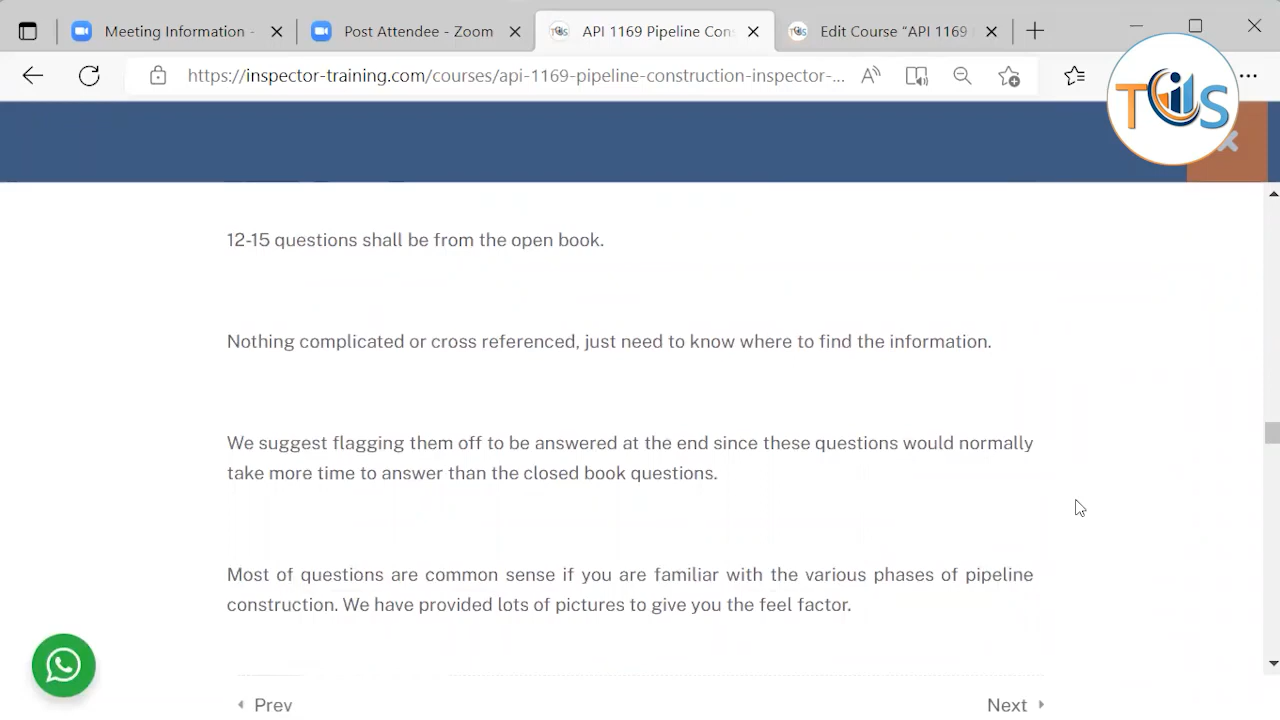 Meeting Information -
Post Attendee - Zoom
API 1169 Pipeline Cons
Edit Course “API 1169
https://inspector-training.com/courses/api-1169-pipeline-construction-inspector-...
TIS
12-15 questions shall be from the open book.
Nothing complicated or cross referenced, just need to know where to find the information.
We suggest flagging them off to be answered at the end since these questions would normally
take more time to answer than the closed book questions.
Most of questions are common sense if you are familiar with the various phases of pipeline
construction. We have provided lots of pictures to give you the feel factor.
Prev
Next